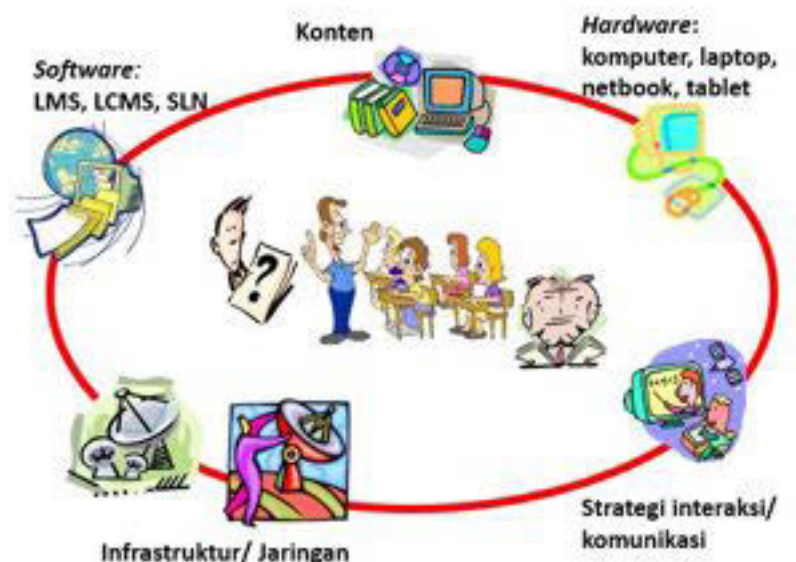 Konten
Hardware:
komputer, laptop,
netbook, tablet
Software:
LMS, LCMS, SLN
?
Strategi interaksi/
komunikasi
Infrastruktur/ Jaringan